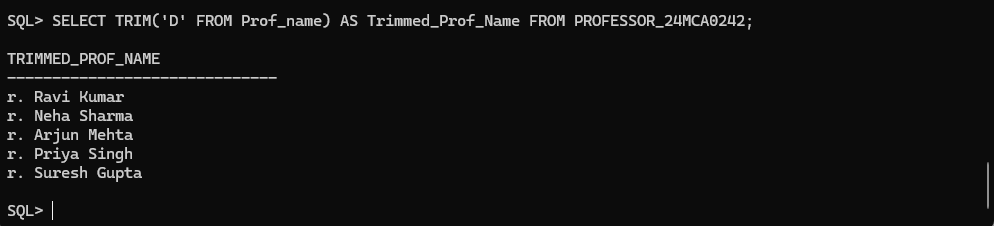 SQL> SELECT TRIM('D' FROM Prof_name) AS Trimmed_Prof_Name FROM PROFESSOR_24MCA0242;
TRIMMED_PROF_NAME
------------------------------
r. Ravi Kumar
r. Neha Sharma
r. Arjun Mehta
r. Priya Singh
r. Suresh Gupta
SQL>